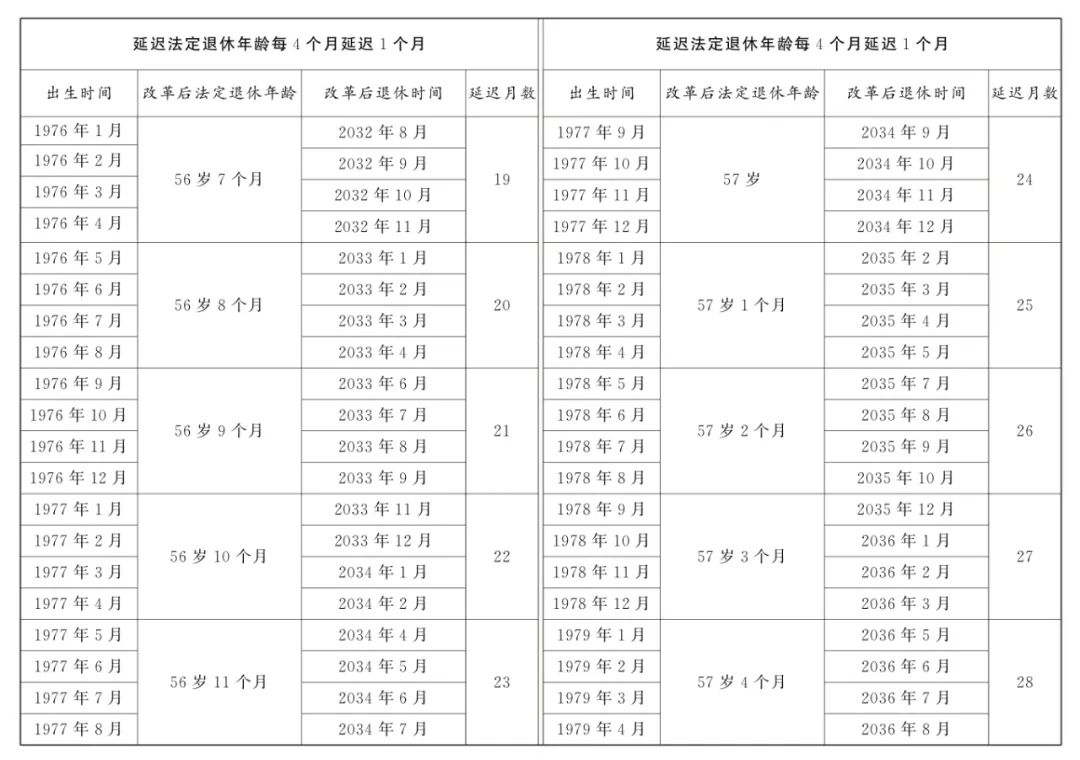 延迟法定退休年龄每4个月延迟1个月
出生时间 改革后法定退休年龄 改革后退休时间 延迟月数
1976年1月 56岁7个月 2032年8月 19
1976年2月 2032年9月
1976年3月 2032年10月
1976年4月 2032年11月
1976年5月 56岁8个月 2033年1月 20
1976年6月 2033年2月
1976年7月 2033年3月
1976年8月 2033年4月
1976年9月 56岁9个月 2033年6月 21
1976年10月 2033年7月
1976年11月 2033年8月
1976年12月 2033年9月
1977年1月 56岁10个月 2033年11月 22
1977年2月 2033年12月
1977年3月 2034年1月
1977年4月 2034年2月
1977年5月 56岁11个月 2034年4月 23
1977年6月 2034年5月
1977年7月 2034年6月
1977年8月 2034年7月
延迟法定退休年龄每4个月延迟1个月
出生时间 改革后法定退休年龄 改革后退休时间 延迟月数
1977年9月 57岁 2034年9月 24
1977年10月 2034年10月
1977年11月 2034年11月
1977年12月 2034年12月
1978年1月 57岁1个月 2035年2月 25
1978年2月 2035年3月
1978年3月 2035年4月
1978年4月 2035年5月
1978年5月 57岁2个月 2035年7月 26
1978年6月 2035年8月
1978年7月 2035年9月
1978年8月 2035年10月
1978年9月 57岁3个月 2035年12月 27
1978年10月 2036年1月
1978年11月 2036年2月
1978年12月 2036年3月
1979年1月 57岁4个月 2036年5月 28
1979年2月 2036年6月
1979年3月 2036年7月
1979年4月 2036年8月